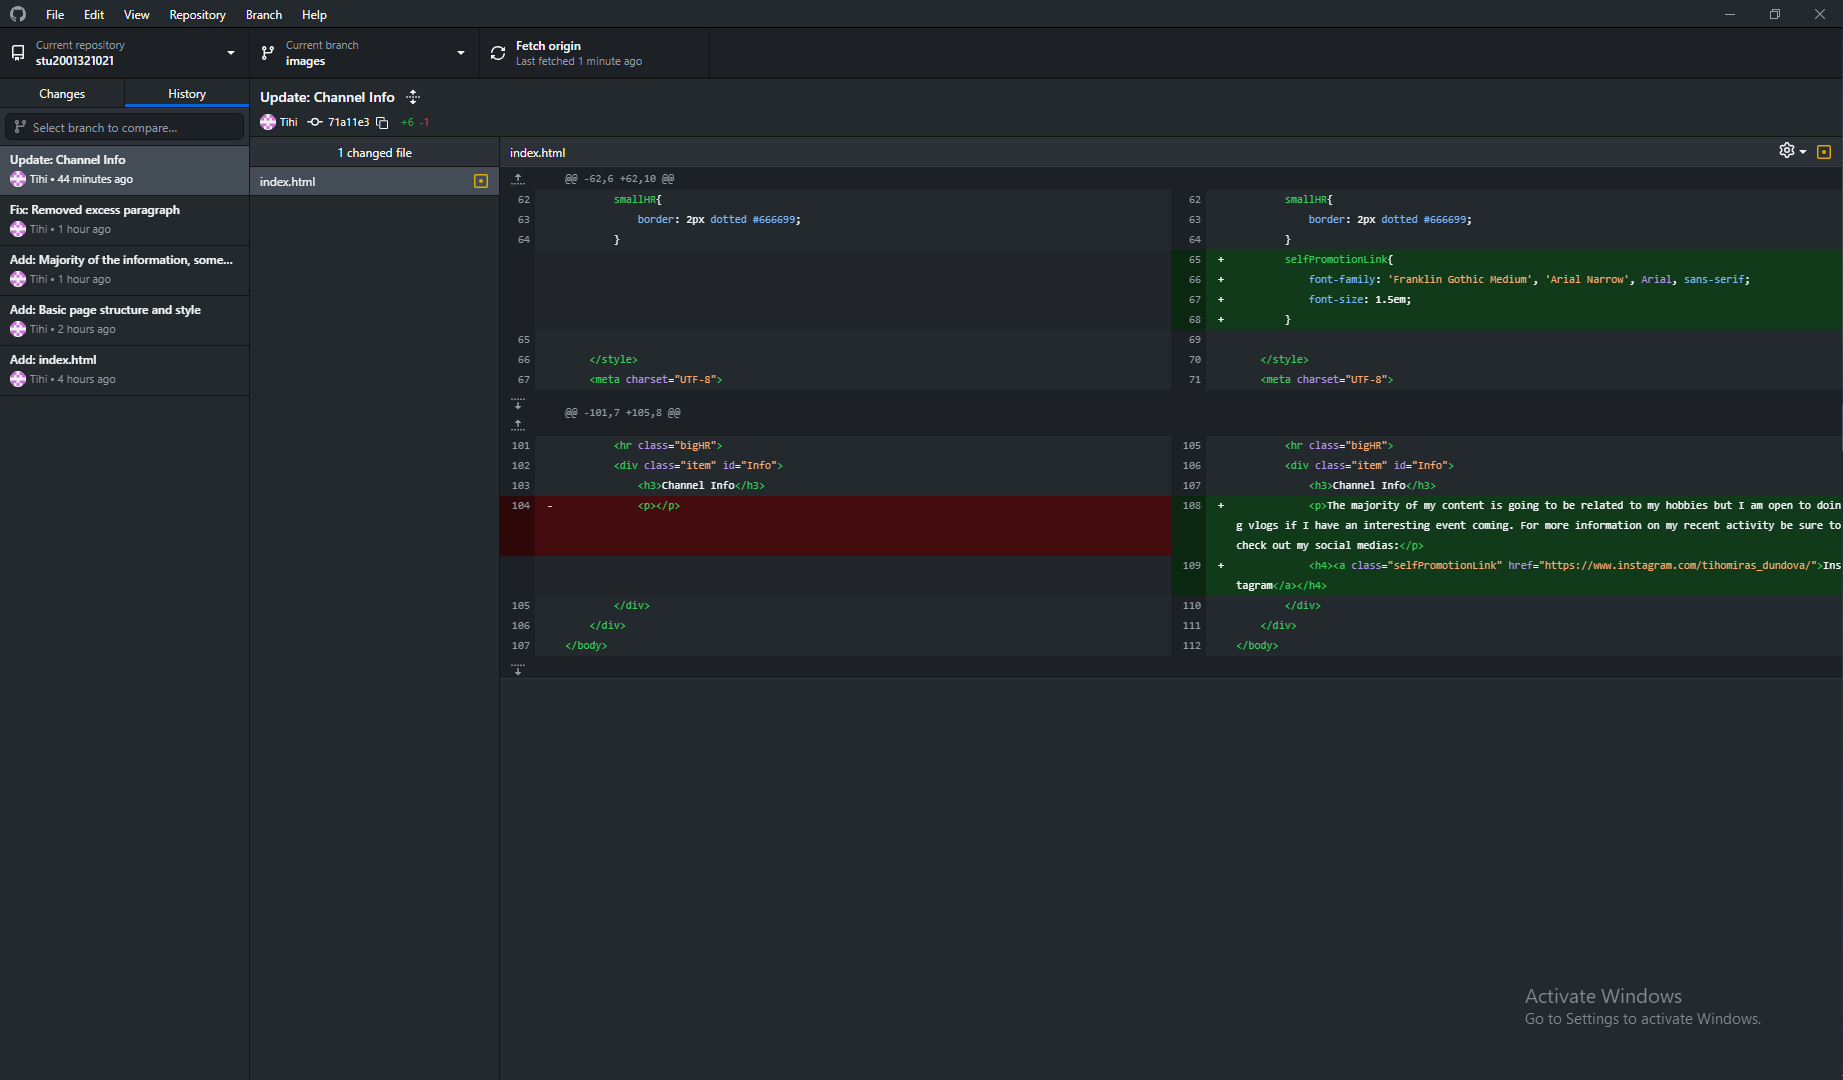 File Edit View Repository Branch Help
Current repository
stu2001321021
Current branch
images
Fetch origin
Last fetched 1 minute ago
Changes History
Select branch to compare...
Update: Channel Info
Tihi • 44 minutes ago
Fix: Removed excess paragraph
Tihi • 1 hour ago
Add: Majority of the information, some...
Tihi • 1 hour ago
Add: Basic page structure and style
Tihi • 2 hours ago
Add: index.html
Tihi • 4 hours ago
Update: Channel Info
Tihi 71a11e3 +6 -1
1 changed file
index.html
index.html
@@ -62,6 +62,10 @@
62 smallHR{
63 border: 2px dotted #666699;
64 }
65
66 </style>
67 <meta charset="UTF-8">
62 smallHR{
63 border: 2px dotted #666699;
64 }
65 + selfPromotionLink{
66 + font-family: 'Franklin Gothic Medium', 'Arial Narrow', Arial, sans-serif;
67 + font-size: 1.5em;
68 + }
69
70 </style>
71 <meta charset="UTF-8">
@@ -101,7 +105,8 @@
101 <hr class="bigHR">
102 <div class="item" id="Info">
103 <h3>Channel Info</h3>
104 - <p></p>
105 </div>
106 </div>
107 </body>
105 <hr class="bigHR">
106 <div class="item" id="Info">
107 <h3>Channel Info</h3>
108 + <p>The majority of my content is going to be related to my hobbies but I am open to doin
g vlogs if I have an interesting event coming. For more information on my recent activity be sure to
check out my social medias:</p>
109 + <h4><a class="selfPromotionLink" href="https://www.instagram.com/tihomiras_dundova/">Ins
tagram</a></h4>
110 </div>
111 </div>
112 </body>
Activate Windows
Go to Settings to activate Windows.